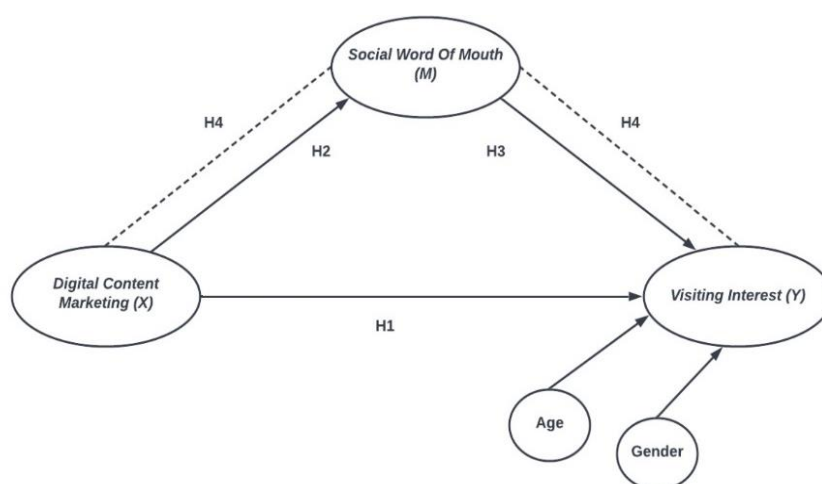 Social Word Of Mouth
(M)
H4
H4
H2
H3
Digital Content
Marketing (X)
Visiting Interest (Y)
H1
Age
Gender